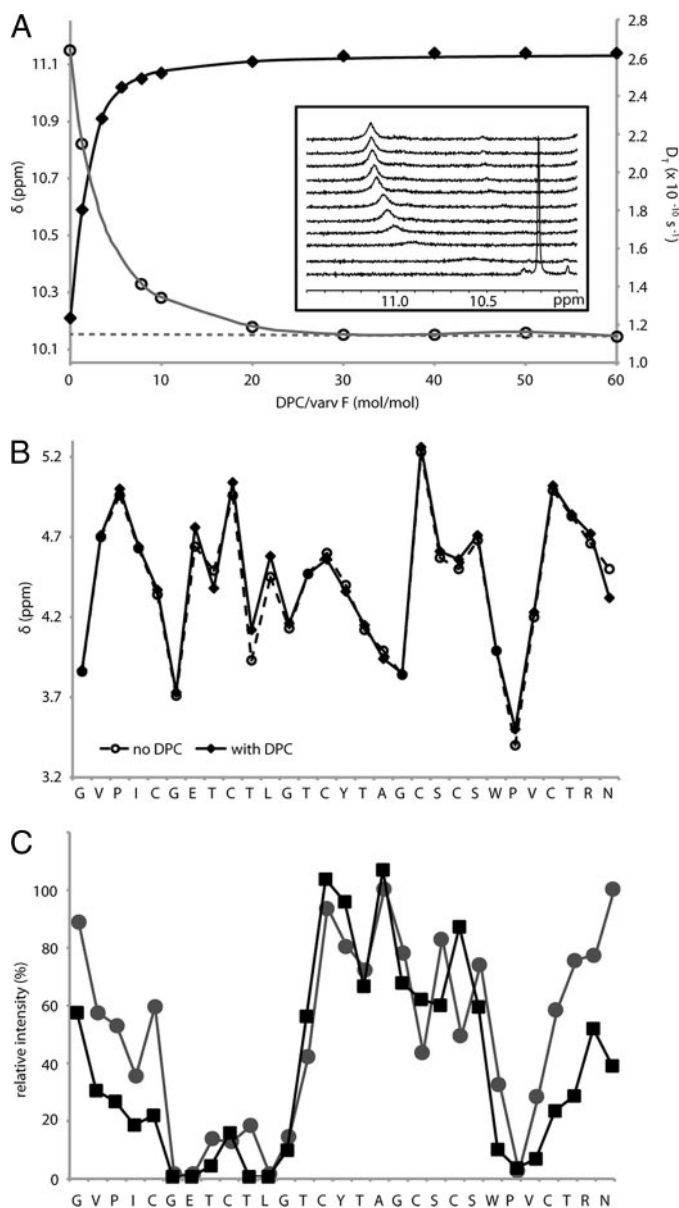 A
δ (ppm)
11.1
10.9
10.7
10.5
10.3
10.1
2.8
2.6
2.4
2.2
2.0
1.8
1.6
1.4
1.2
1.0
D_T (x 10 ⁻¹⁰ s⁻¹)
11.0 10.5 ppm
0 10 20 30 40 50 60
DPC/varv F (mol/mol)
B
δ (ppm)
5.2
4.7
4.2
3.7
3.2
no DPC with DPC
G V P I C G E T C T L G T C Y T A G C S C S W P V C T R N
C
relative intensity (%)
100
80
60
40
20
0
G V P I C G E T C T L G T C Y T A G C S C S W P V C T R N